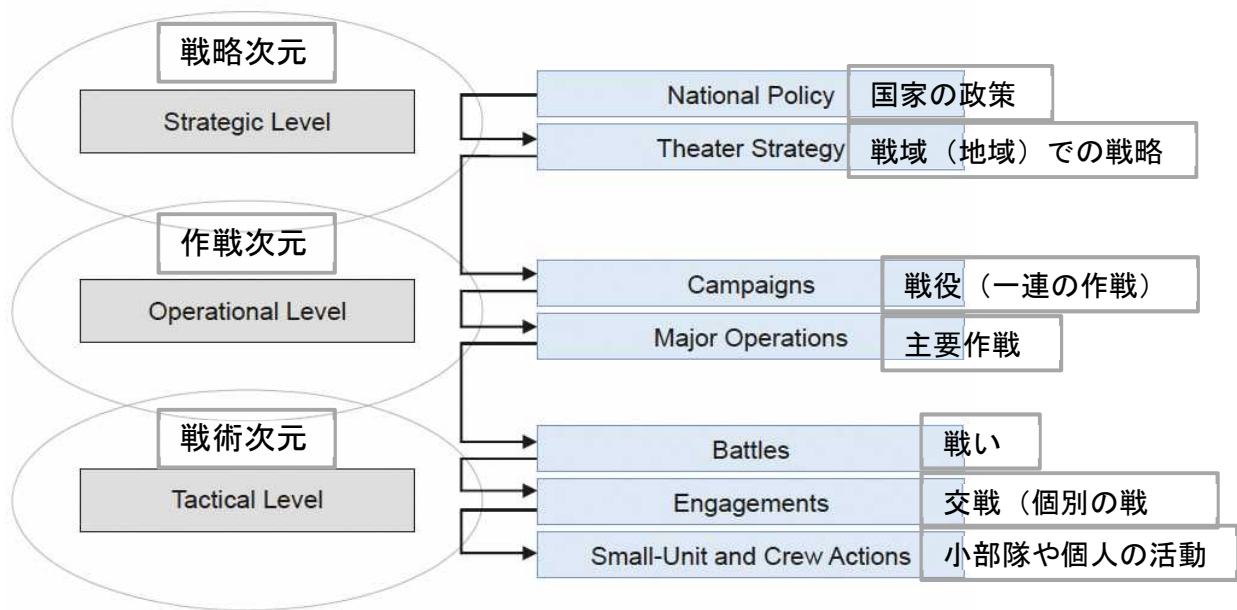 戦略次元
Strategic Level
National Policy
国家の政策
Theater Strategy
戦域（地域）での戦略
作戦次元
Operational Level
Campaigns
戦役（一連の作戦）
Major Operations
主要作戦
戦術次元
Tactical Level
Battles
戦い
Engagements
交戦（個別の戦
Small-Unit and Crew Actions
小部隊や個人の活動